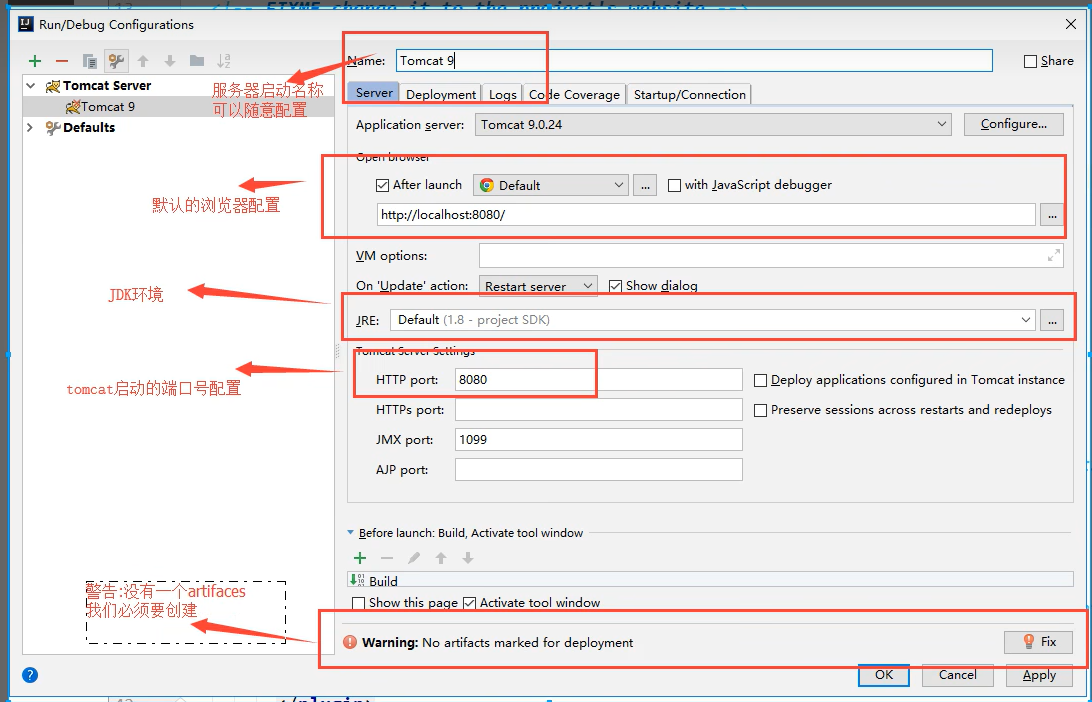 <!-- FIXME change it to the project's website -->
Run/Debug Configurations
Tomcat Server
Tomcat 9
Defaults
服务器启动名称
可以随意配置
默认的浏览器配置
JDK环境
tomcat启动的端口号配置
警告:没有一个artifaces
我们必须要创建
Name: Tomcat 9
Share
Server Deployment Logs Code Coverage Startup/Connection
Application server: Tomcat 9.0.24 Configure...
Open browser
After launch Default ... with JavaScript debugger
http://localhost:8080/ ...
VM options:
On 'Update' action: Restart server Show dialog
JRE: Default (1.8 - project SDK) ...
Tomcat Server Settings
HTTP port: 8080 Deploy applications configured in Tomcat instance
HTTPs port: Preserve sessions across restarts and redeploys
JMX port: 1099
AJP port:
Before launch: Build, Activate tool window
Build
Show this page Activate tool window
Warning: No artifacts marked for deployment Fix
? OK Cancel Apply
</plugin>